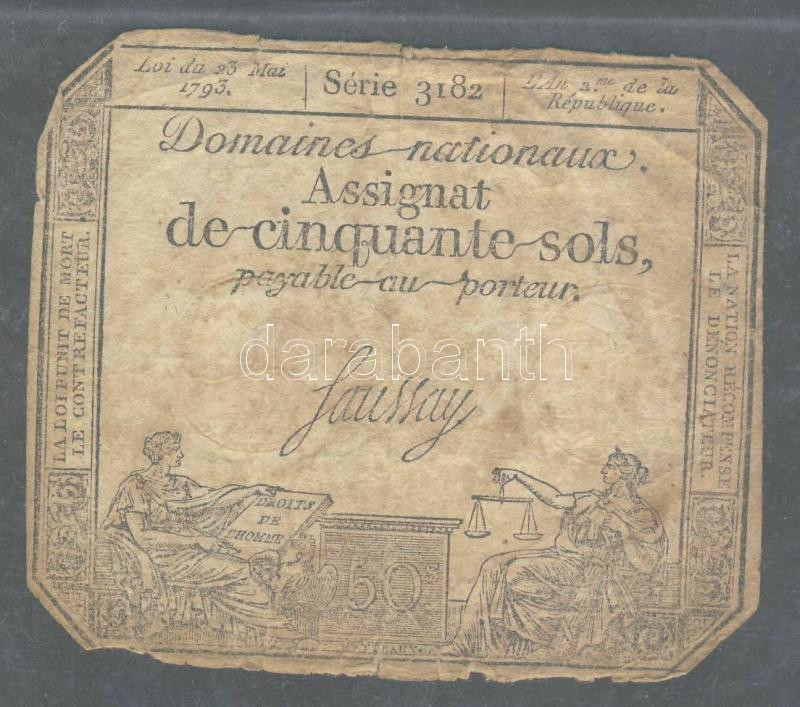 Loi du 23 Mai
1793.
Série 3182
L'An 2.me de la
République.
Domaines nationaux.
Assignat
de cinquante sols,
payable au porteur.
darabanth
Saussay
LA LOI PUNIT DE MORT
LE CONTREFACTEUR.
LA NATION RÉCOMPENSE
LE DÉNONCIATEUR.
DROITS
DE
L'HOMME
50